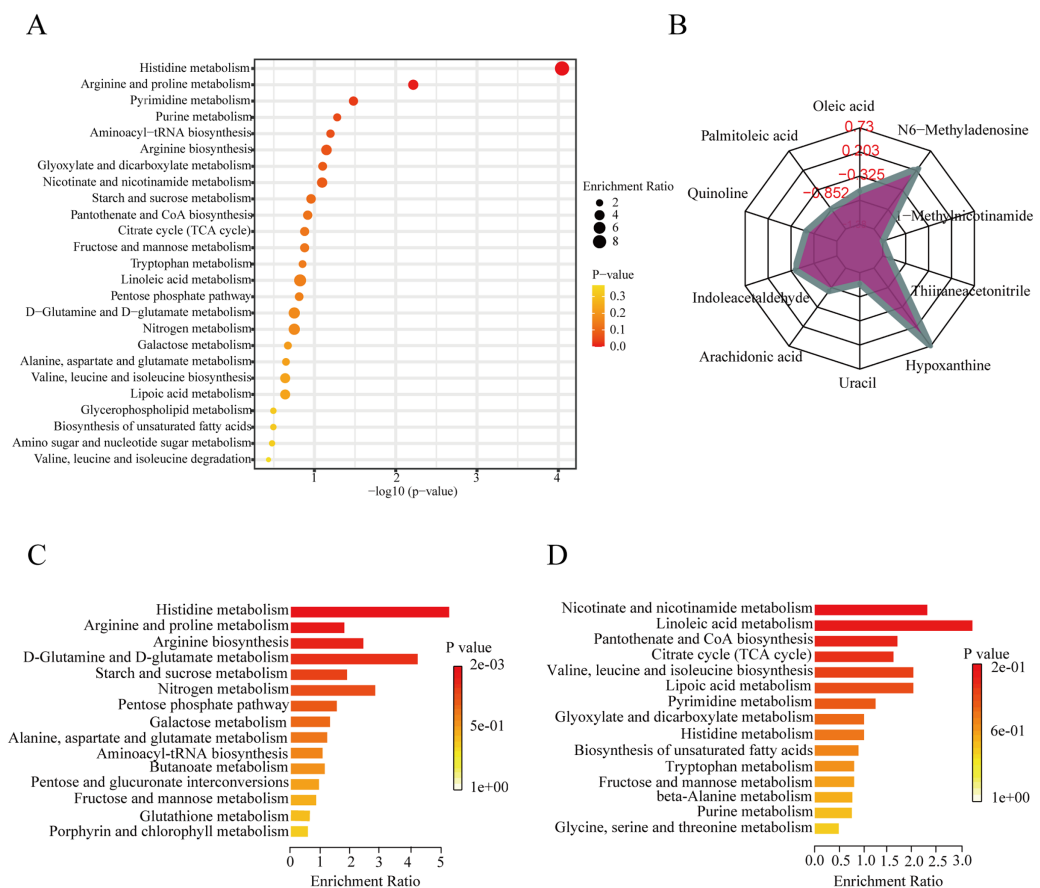 A
Histidine metabolism
Arginine and proline metabolism
Pyrimidine metabolism
Purine metabolism
Aminoacyl−tRNA biosynthesis
Arginine biosynthesis
Glyoxylate and dicarboxylate metabolism
Nicotinate and nicotinamide metabolism
Starch and sucrose metabolism
Pantothenate and CoA biosynthesis
Citrate cycle (TCA cycle)
Fructose and mannose metabolism
Tryptophan metabolism
Linoleic acid metabolism
Pentose phosphate pathway
D−Glutamine and D−glutamate metabolism
Nitrogen metabolism
Galactose metabolism
Alanine, aspartate and glutamate metabolism
Valine, leucine and isoleucine biosynthesis
Lipoic acid metabolism
Glycerophospholipid metabolism
Biosynthesis of unsaturated fatty acids
Amino sugar and nucleotide sugar metabolism
Valine, leucine and isoleucine degradation
1 2 3 4
−log10 (p−value)
Enrichment Ratio
2
4
6
8
P−value
0.3
0.2
0.1
0.0
B
Oleic acid
N6−Methyladenosine
Palmitoleic acid
0.73
0.203
−0.325
−0.852
Quinoline
−Methylnicotinamide
Indoleacetaldehyde
Thiiraneacetonitrile
Arachidonic acid
Hypoxanthine
Uracil
C
Histidine metabolism
Arginine and proline metabolism
Arginine biosynthesis
D-Glutamine and D-glutamate metabolism
Starch and sucrose metabolism
Nitrogen metabolism
Pentose phosphate pathway
Galactose metabolism
Alanine, aspartate and glutamate metabolism
Aminoacyl-tRNA biosynthesis
Butanoate metabolism
Pentose and glucuronate interconversions
Fructose and mannose metabolism
Glutathione metabolism
Porphyrin and chlorophyll metabolism
0 1 2 3 4 5
Enrichment Ratio
P value
2e-03
5e-01
1e+00
D
Nicotinate and nicotinamide metabolism
Linoleic acid metabolism
Pantothenate and CoA biosynthesis
Citrate cycle (TCA cycle)
Valine, leucine and isoleucine biosynthesis
Lipoic acid metabolism
Pyrimidine metabolism
Glyoxylate and dicarboxylate metabolism
Histidine metabolism
Biosynthesis of unsaturated fatty acids
Tryptophan metabolism
Fructose and mannose metabolism
beta-Alanine metabolism
Purine metabolism
Glycine, serine and threonine metabolism
0.0 0.5 1.0 1.5 2.0 2.5 3.0
Enrichment Ratio
P value
2e-01
6e-01
1e+00